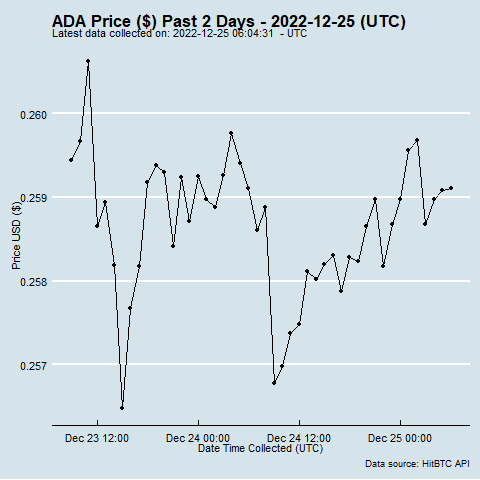 ADA Price ($) Past 2 Days - 2022-12-25 (UTC)
Latest data collected on: 2022-12-25 06:04:31  - UTC
0.260
0.259
0.258
0.257
Price USD ($)
Dec 23 12:00
Dec 24 00:00
Dec 24 12:00
Dec 25 00:00
Date Time Collected (UTC)
Data source: HitBTC API